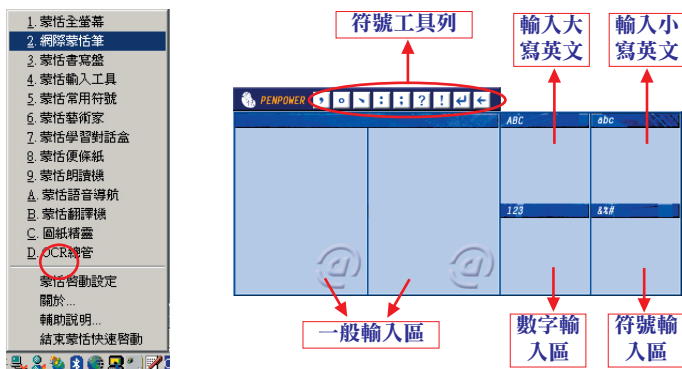 1. 蒙恬全螢幕
2. 網際蒙恬筆
3. 蒙恬書寫盤
4. 蒙恬輸入工具
5. 蒙恬常用符號
6. 蒙恬藝術家
7. 蒙恬學習對話盒
8. 蒙恬便條紙
9. 蒙恬朗讀機
A. 蒙恬語音導航
B. 蒙恬翻譯機
C. 圖紙精靈
D. OCR總管
蒙恬啟動設定
關於...
輔助說明...
結束蒙恬快速啟動
符號工具列
輸入大
寫英文
輸入小
寫英文
PENPOWER , 。 、 : ; ? ! ↵ ←
ABC
abc
123
&%#
@
@
一般輸入區
數字輸
入區
符號輸
入區